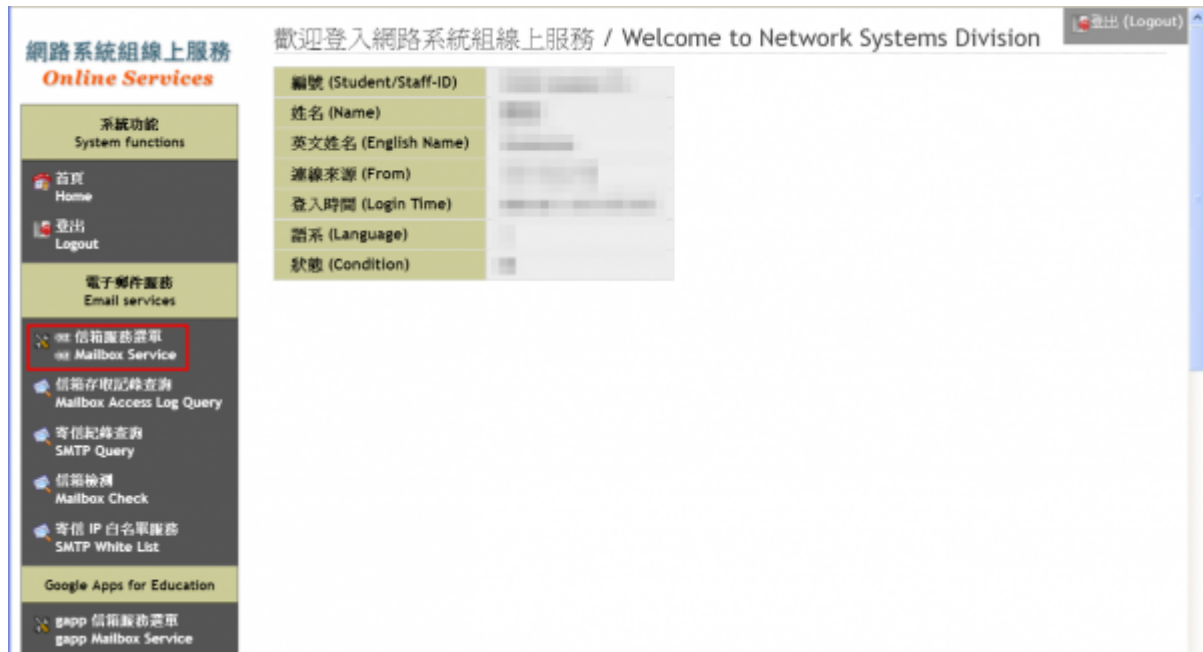 網路系統組線上服務
Online Services
系統功能
System functions
首頁
Home
登出
Logout
電子郵件服務
Email services
信箱服務選單
Mailbox Service
信箱存取記錄查詢
Mailbox Access Log Query
寄信紀錄查詢
SMTP Query
信箱檢測
Mailbox Check
寄信 IP 白名單服務
SMTP White List
Google Apps for Education
gapp 信箱服務選單
gapp Mailbox Service
登出 (Logout)
歡迎登入網路系統組線上服務 / Welcome to Network Systems Division
編號 (Student/Staff-ID)
姓名 (Name)
英文姓名 (English Name)
連線來源 (From)
登入時間 (Login Time)
語系 (Language)
狀態 (Condition)